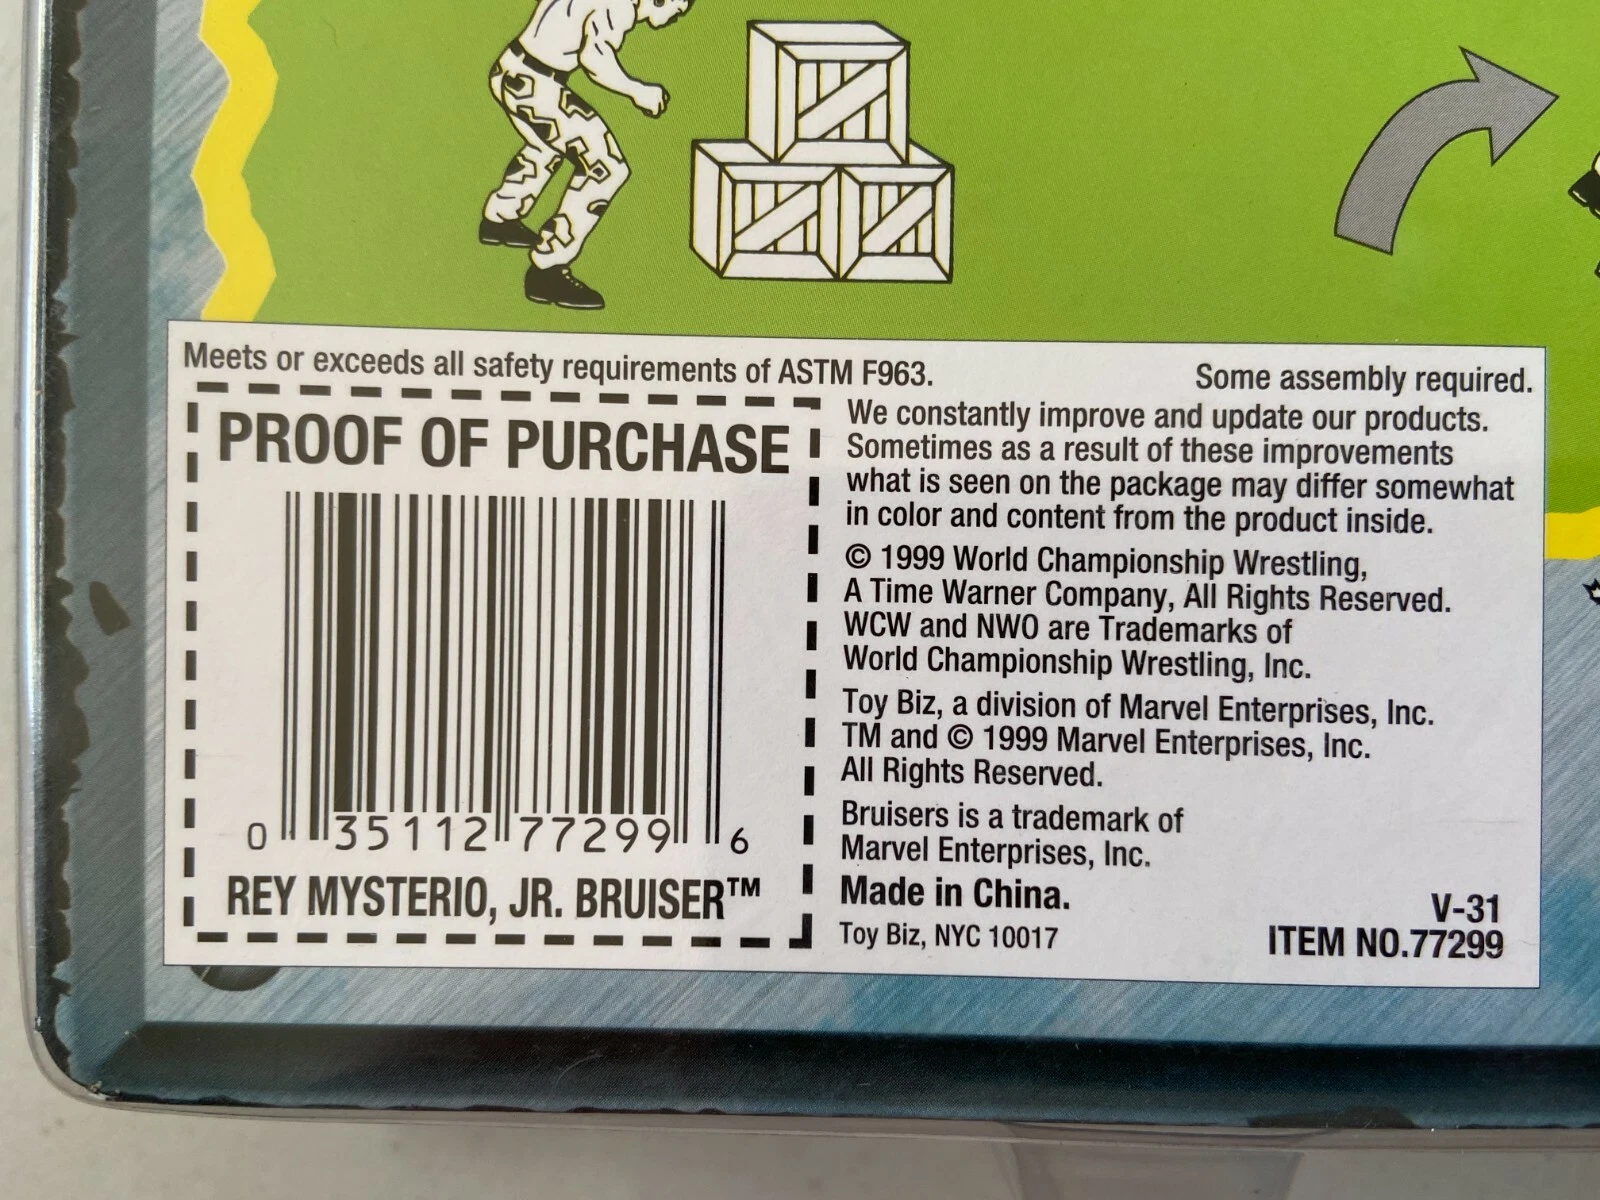 Meets or exceeds all safety requirements of ASTM F963.
Some assembly required.
PROOF OF PURCHASE
0 35112 77299 6
REY MYSTERIO, JR. BRUISER™
We constantly improve and update our products.
Sometimes as a result of these improvements
what is seen on the package may differ somewhat
in color and content from the product inside.
© 1999 World Championship Wrestling,
A Time Warner Company, All Rights Reserved.
WCW and NWO are Trademarks of
World Championship Wrestling, Inc.
Toy Biz, a division of Marvel Enterprises, Inc.
TM and © 1999 Marvel Enterprises, Inc.
All Rights Reserved.
Bruisers is a trademark of
Marvel Enterprises, Inc.
Made in China.
Toy Biz, NYC 10017
V-31
ITEM NO.77299